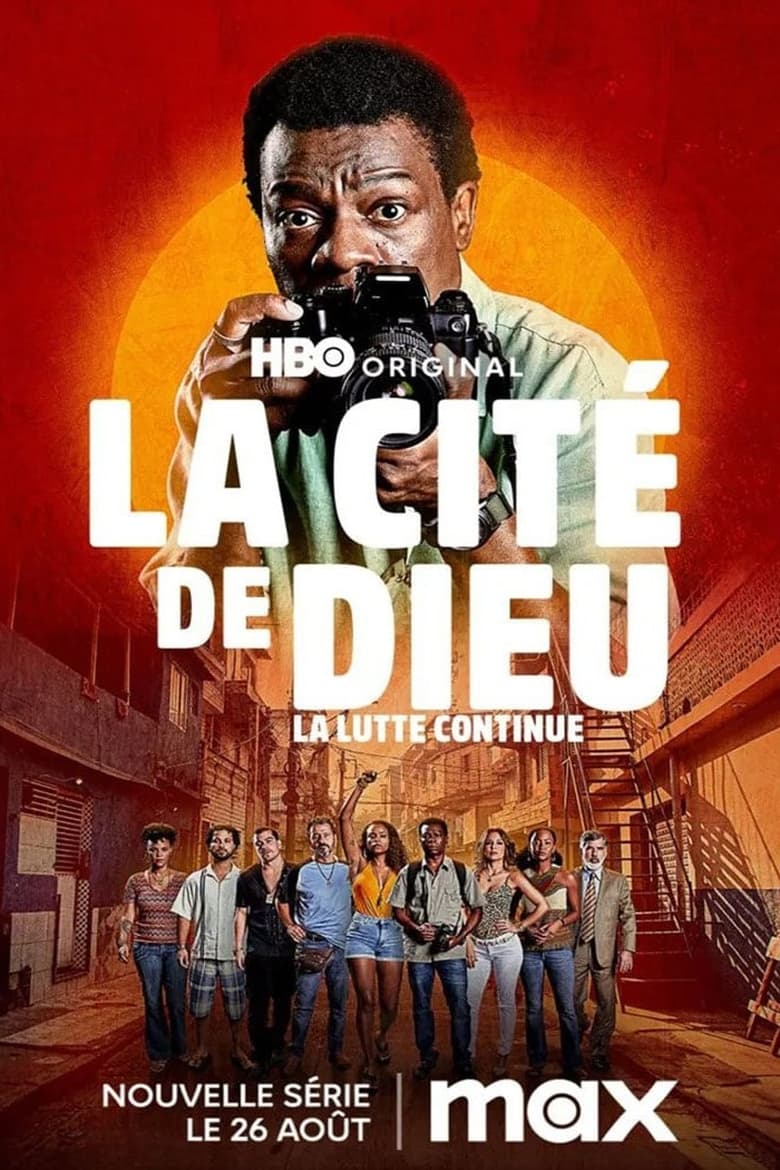 HBO ORIGINAL
LA CITÉ
DE DIEU
LA LUTTE CONTINUE
NOUVELLE SÉRIE
LE 26 AOÛT
max